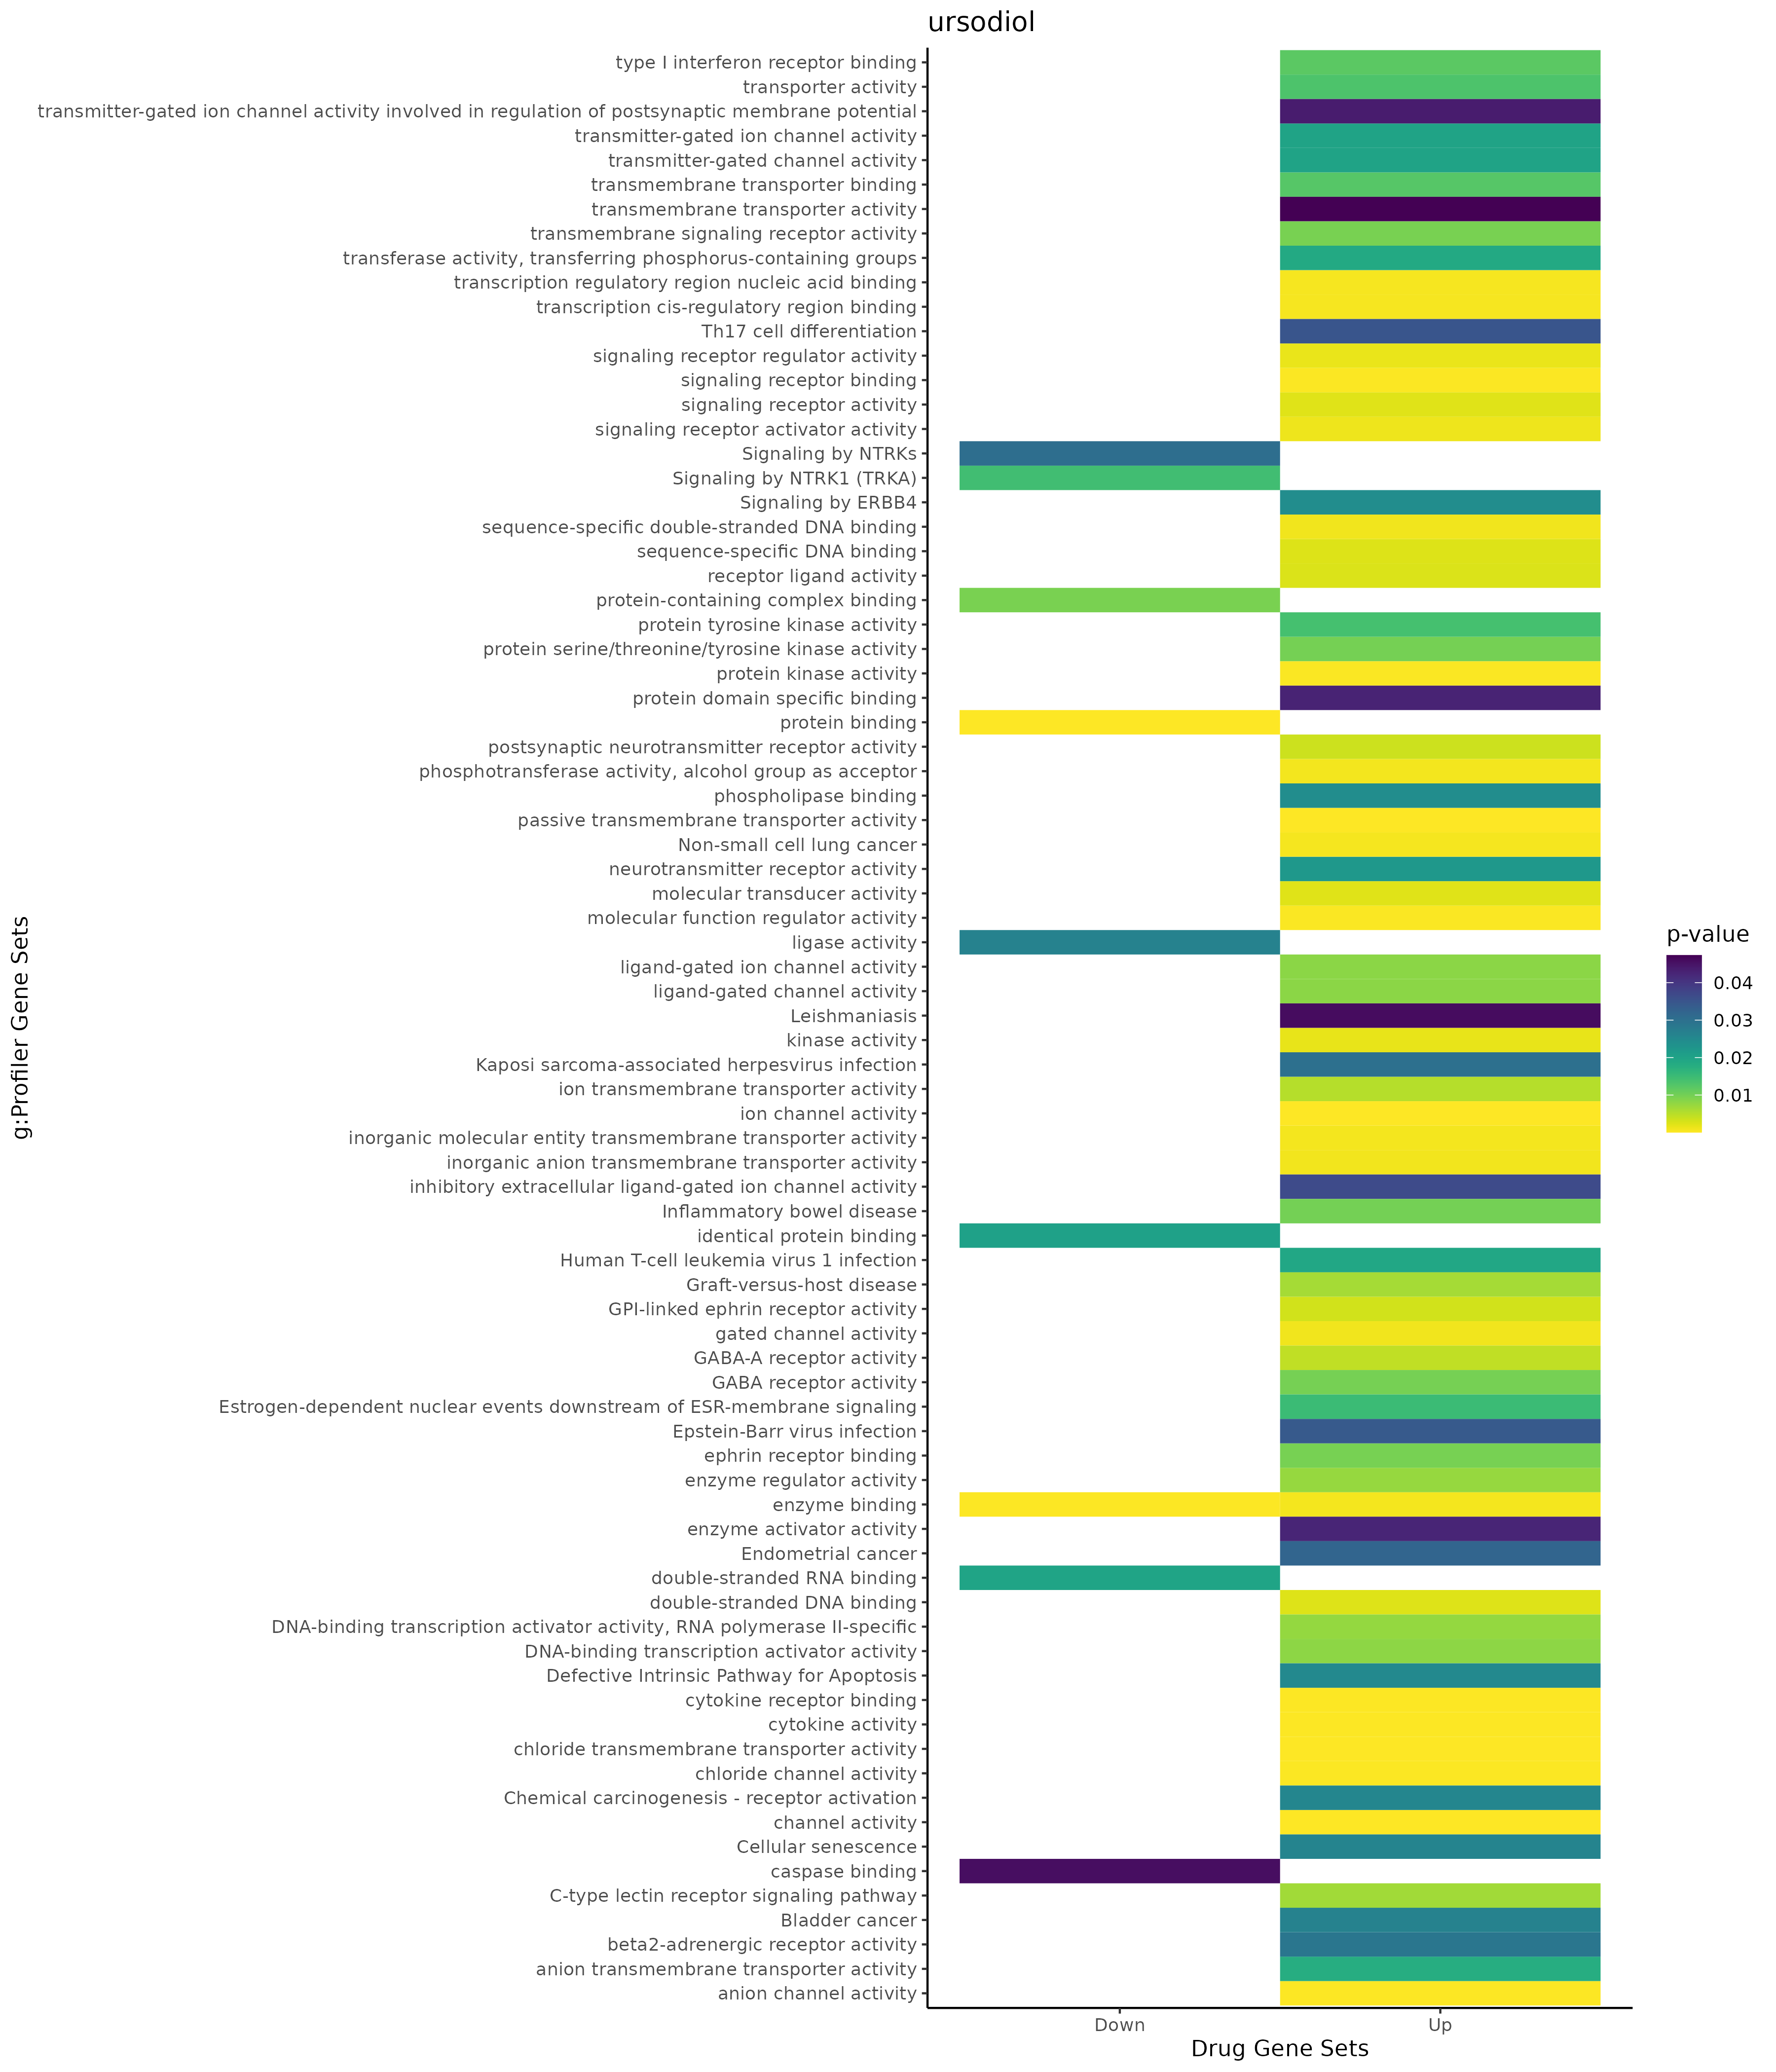 ursodiol
type I interferon receptor binding
transporter activity
transmitter-gated ion channel activity involved in regulation of postsynaptic membrane potential
transmitter-gated ion channel activity
transmitter-gated channel activity
transmembrane transporter binding
transmembrane transporter activity
transmembrane signaling receptor activity
transferase activity, transferring phosphorus-containing groups
transcription regulatory region nucleic acid binding
transcription cis-regulatory region binding
Th17 cell differentiation
signaling receptor regulator activity
signaling receptor binding
signaling receptor activity
signaling receptor activator activity
Signaling by NTRKs
Signaling by NTRK1 (TRKA)
Signaling by ERBB4
sequence-specific double-stranded DNA binding
sequence-specific DNA binding
receptor ligand activity
protein-containing complex binding
protein tyrosine kinase activity
protein serine/threonine/tyrosine kinase activity
protein kinase activity
protein domain specific binding
protein binding
postsynaptic neurotransmitter receptor activity
phosphotransferase activity, alcohol group as acceptor
phospholipase binding
passive transmembrane transporter activity
Non-small cell lung cancer
neurotransmitter receptor activity
molecular transducer activity
molecular function regulator activity
ligase activity
ligand-gated ion channel activity
ligand-gated channel activity
Leishmaniasis
kinase activity
Kaposi sarcoma-associated herpesvirus infection
ion transmembrane transporter activity
ion channel activity
inorganic molecular entity transmembrane transporter activity
inorganic anion transmembrane transporter activity
inhibitory extracellular ligand-gated ion channel activity
Inflammatory bowel disease
identical protein binding
Human T-cell leukemia virus 1 infection
Graft-versus-host disease
GPI-linked ephrin receptor activity
gated channel activity
GABA-A receptor activity
GABA receptor activity
Estrogen-dependent nuclear events downstream of ESR-membrane signaling
Epstein-Barr virus infection
ephrin receptor binding
enzyme regulator activity
enzyme binding
enzyme activator activity
Endometrial cancer
double-stranded RNA binding
double-stranded DNA binding
DNA-binding transcription activator activity, RNA polymerase II-specific
DNA-binding transcription activator activity
Defective Intrinsic Pathway for Apoptosis
cytokine receptor binding
cytokine activity
chloride transmembrane transporter activity
chloride channel activity
Chemical carcinogenesis - receptor activation
channel activity
Cellular senescence
caspase binding
C-type lectin receptor signaling pathway
Bladder cancer
beta2-adrenergic receptor activity
anion transmembrane transporter activity
anion channel activity
Down
Up
Drug Gene Sets
g:Profiler Gene Sets
p-value
0.04
0.03
0.02
0.01